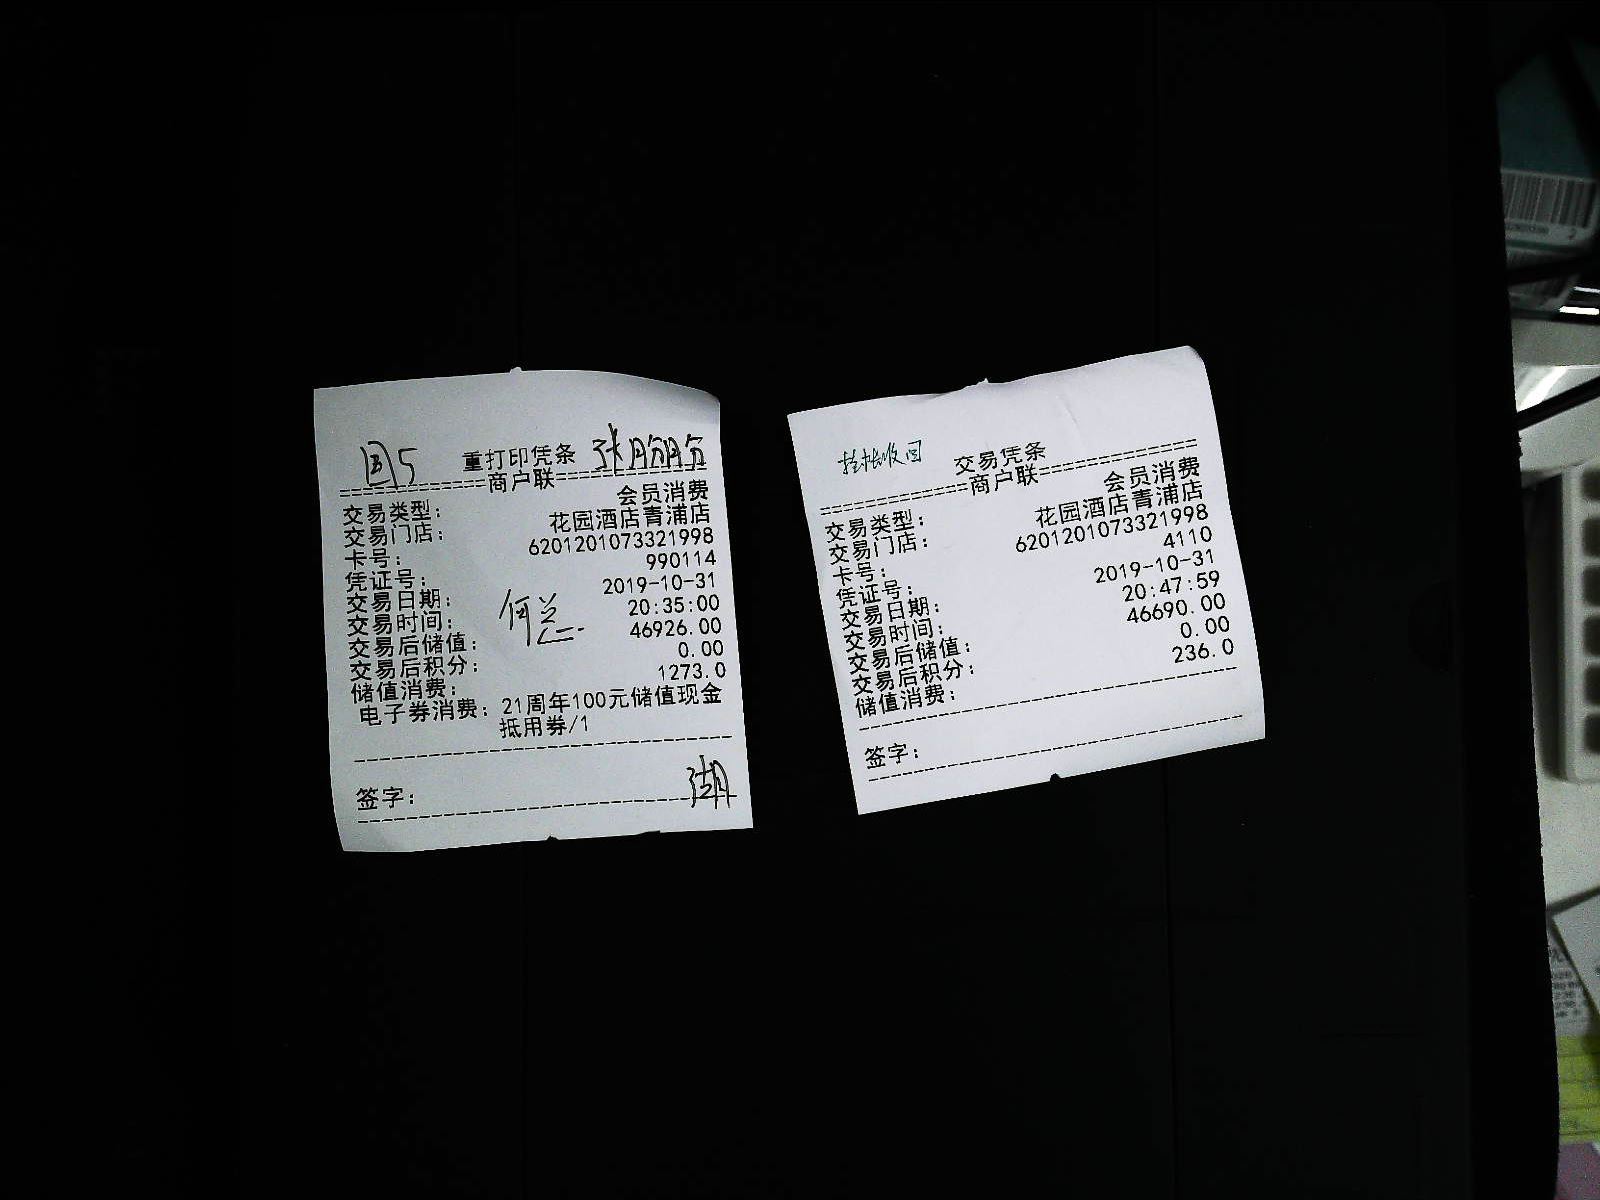 重打印凭条
==========商户联==========
交易类型: 会员消费
交易门店: 花园酒店青浦店
卡号: 6201201073321998
凭证号: 990114
交易日期: 2019-10-31
交易时间: 20:35:00
交易后储值: 46926.00
交易后积分: 0.00
储值消费: 1273.0
电子券消费: 21周年100元储值现金
抵用券/1
签字:
交易凭条
==========商户联==========
交易类型: 会员消费
交易门店: 花园酒店青浦店
卡号: 6201201073321998
凭证号: 4110
交易日期: 2019-10-31
交易时间: 20:47:59
交易后储值: 46690.00
交易后积分: 0.00
储值消费: 236.0
签字: